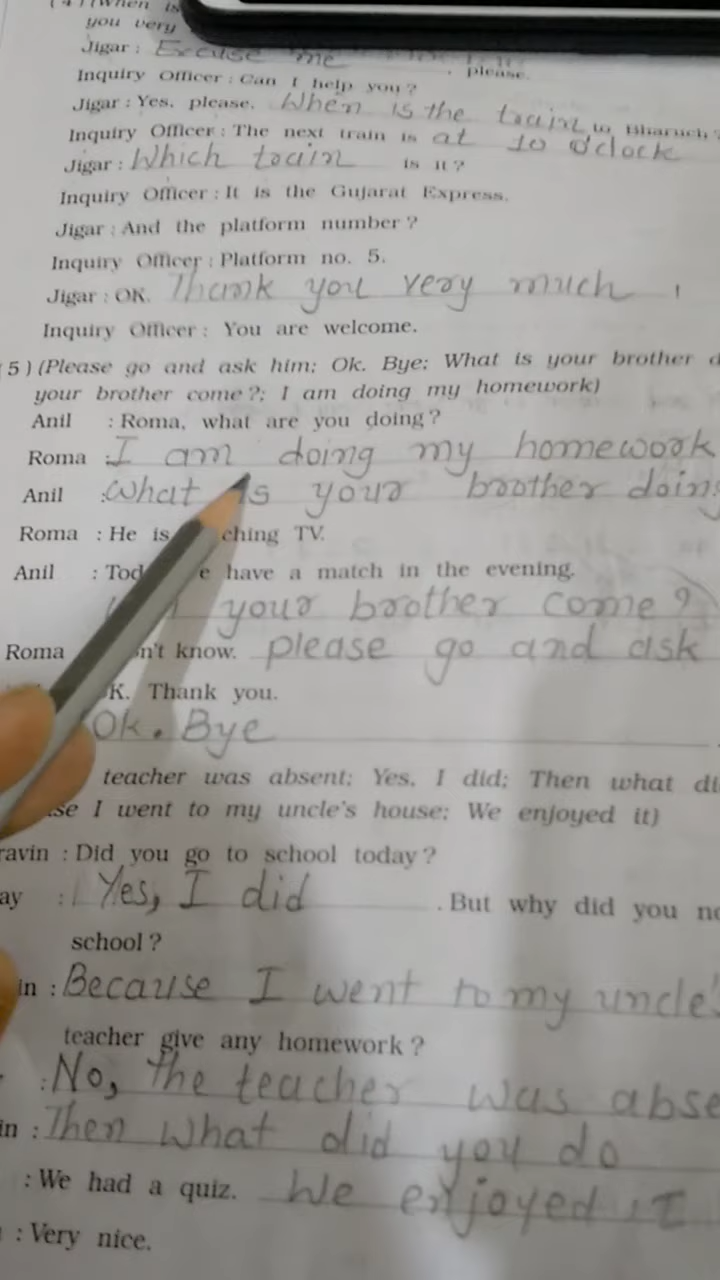 (4) (When is
you very
Jigar : Excuse me , please.
Inquiry Officer : Can I help you?
Jigar : Yes, please. When is the train to Bharuch?
Inquiry Officer : The next train is at 10 o'clock
Jigar : Which train is it?
Inquiry Officer : It is the Gujarat Express.
Jigar : And the platform number?
Inquiry Officer : Platform no. 5.
Jigar : OK. Thank you very much !
Inquiry Officer : You are welcome.
5) (Please go and ask him; Ok. Bye; What is your brother d
your brother come?; I am doing my homework)
Anil : Roma, what are you doing?
Roma : I am doing my homework
Anil : What is your brother doing
Roma : He is ching TV.
Anil : Tod e have a match in the evening.
your brother come?
Roma n't know. please go and ask
K. Thank you.
Ok. Bye
teacher was absent; Yes, I did; Then what di
se I went to my uncle's house; We enjoyed it)
ravin : Did you go to school today?
ay : Yes, I did . But why did you no
school?
in : Because I went to my uncle's
teacher give any homework?
: No, the teacher was abse
in : Then what did you do
: We had a quiz. We enjoyed it
: Very nice.